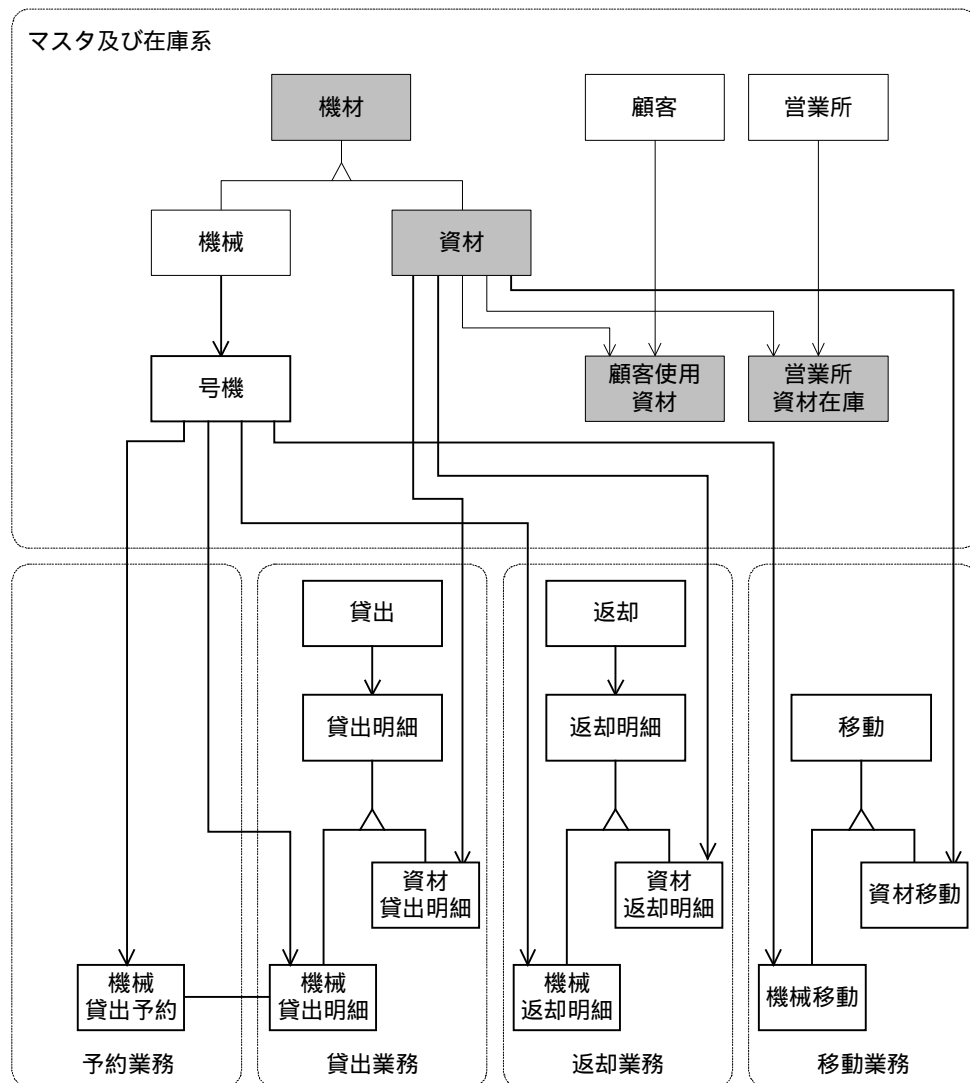 マスタ及び在庫系
機材
顧客
営業所
機械
資材
号機
顧客使用
資材
営業所
資材在庫
貸出
返却
貸出明細
返却明細
移動
資材
貸出明細
資材
返却明細
資材移動
機械
貸出予約
機械
貸出明細
機械
返却明細
機械移動
予約業務
貸出業務
返却業務
移動業務